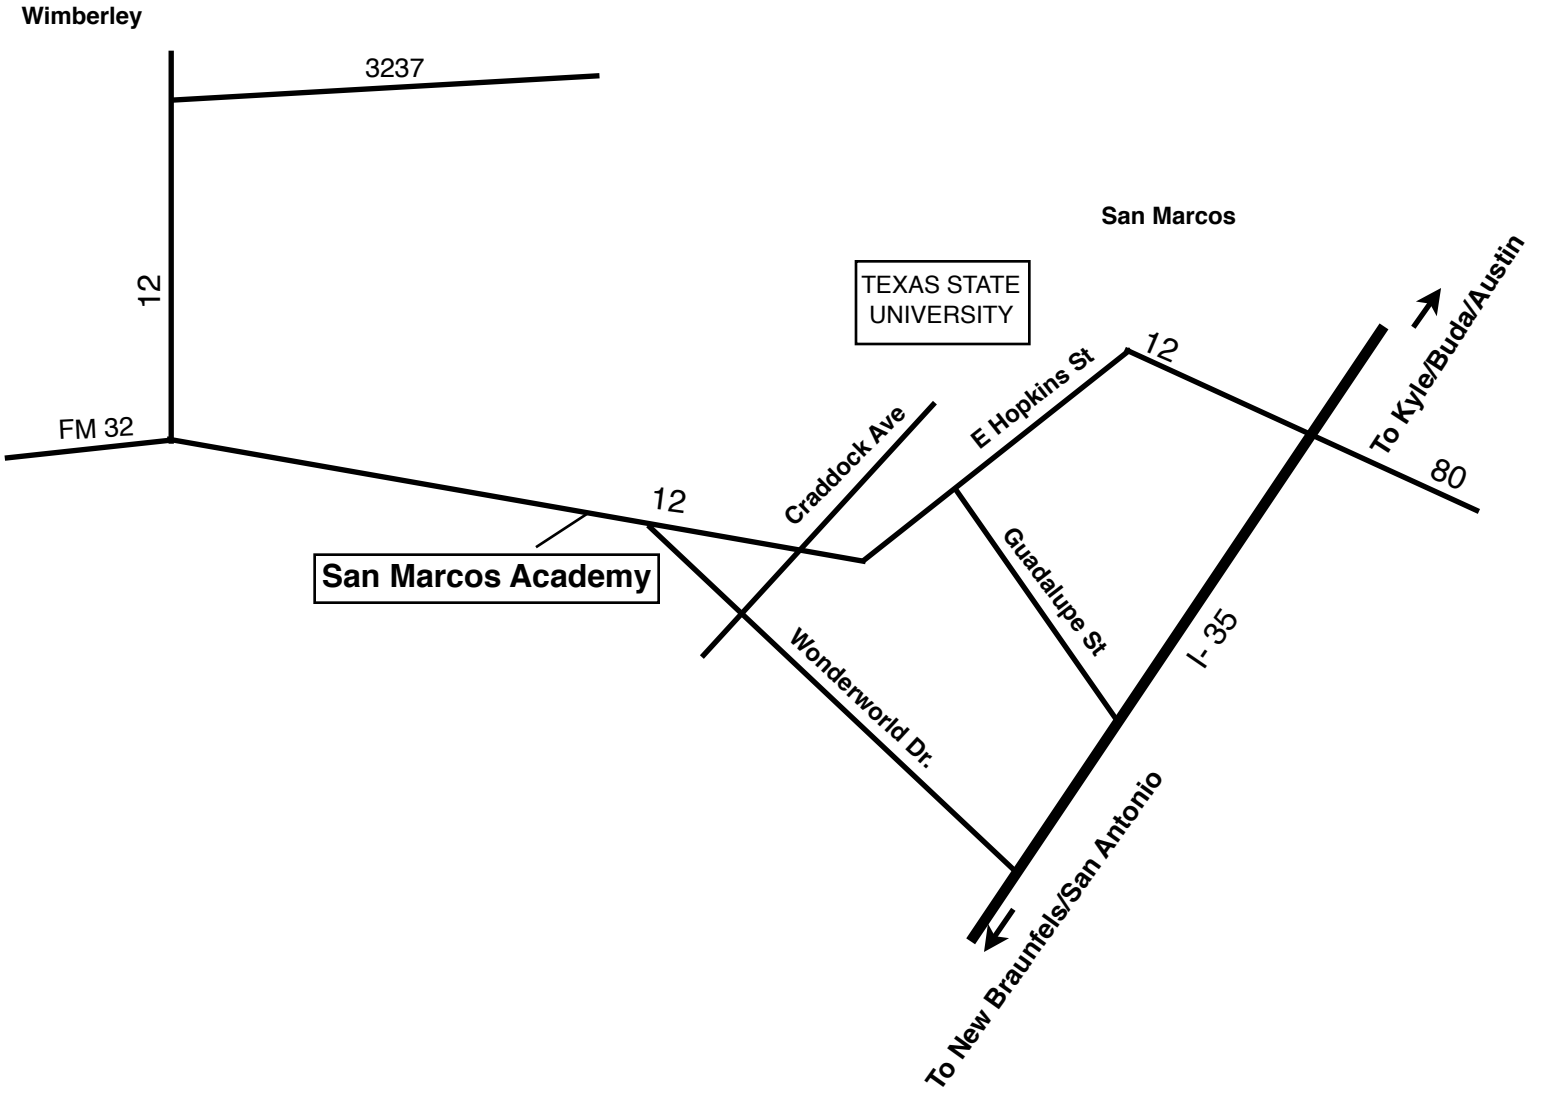 Wimberley
3237
San Marcos
TEXAS STATE
UNIVERSITY
To Kyle/Buda/Austin
12
12
E Hopkins St
FM 32
Craddock Ave
80
12
San Marcos Academy
Guadalupe St
I- 35
Wonderworld Dr.
To New Braunfels/San Antonio